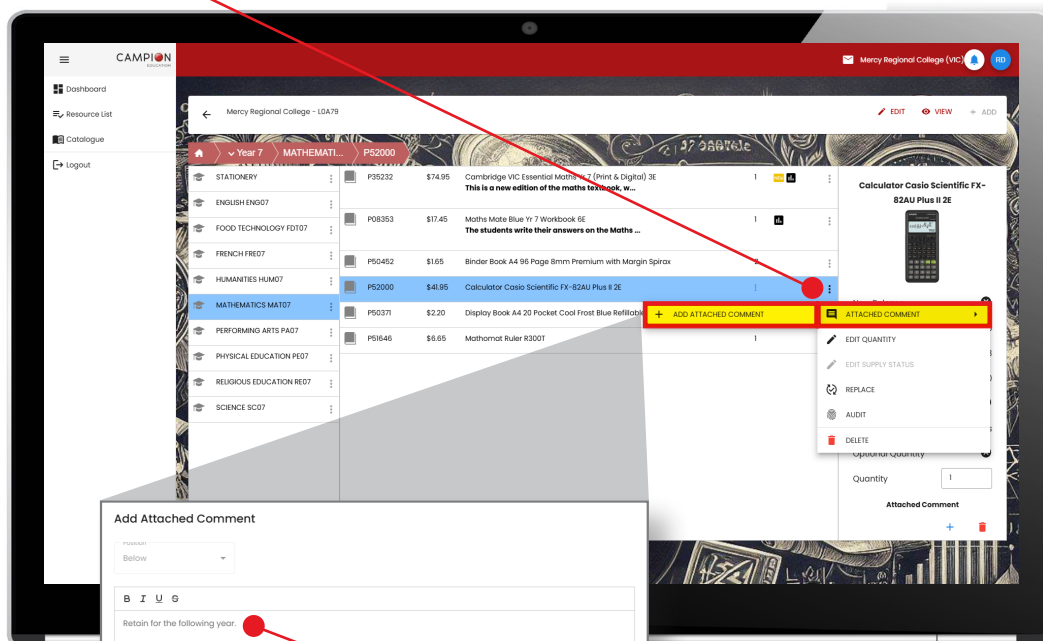 CAMPION
EDUCATION
Mercy Regional College (VIC)
RD
Dashboard
Resource List
Catalogue
Logout
Mercy Regional College - L0A79
EDIT
VIEW
+ ADD
Year 7
MATHEMATI...
P52000
STATIONERY
ENGLISH ENG07
FOOD TECHNOLOGY FDT07
FRENCH FRE07
HUMANITIES HUM07
MATHEMATICS MAT07
PERFORMING ARTS PA07
PHYSICAL EDUCATION PE07
RELIGIOUS EDUCATION RE07
SCIENCE SC07
P35232 $74.95 Cambridge VIC Essential Maths Yr 7 (Print & Digital) 3E 1
This is a new edition of the maths textbook, w...
P08353 $17.45 Maths Mate Blue Yr 7 Workbook 6E 1
The students write their answers on the Maths ...
P50452 $1.65 Binder Book A4 96 Page 8mm Premium with Margin Spirax
P52000 $41.95 Calculator Casio Scientific FX-82AU Plus II 2E 1
P50371 $2.20 Display Book A4 20 Pocket Cool Frost Blue Refillable
P51646 $6.65 Mathomat Ruler R300T 1
Calculator Casio Scientific FX-
82AU Plus II 2E
+ ADD ATTACHED COMMENT
ATTACHED COMMENT
EDIT QUANTITY
EDIT SUPPLY STATUS
REPLACE
AUDIT
DELETE
Optional Quantity
Quantity 1
Attached Comment
+
Add Attached Comment
Position
Below
B I U S
Retain for the following year.